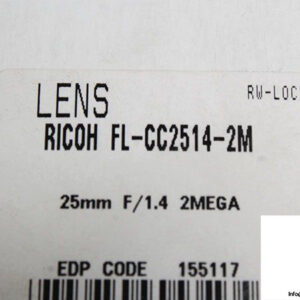 LENS
RW-LOC
RICOH FL-CC2514-2M
25mm F/1.4 2MEGA
EDP CODE 155117